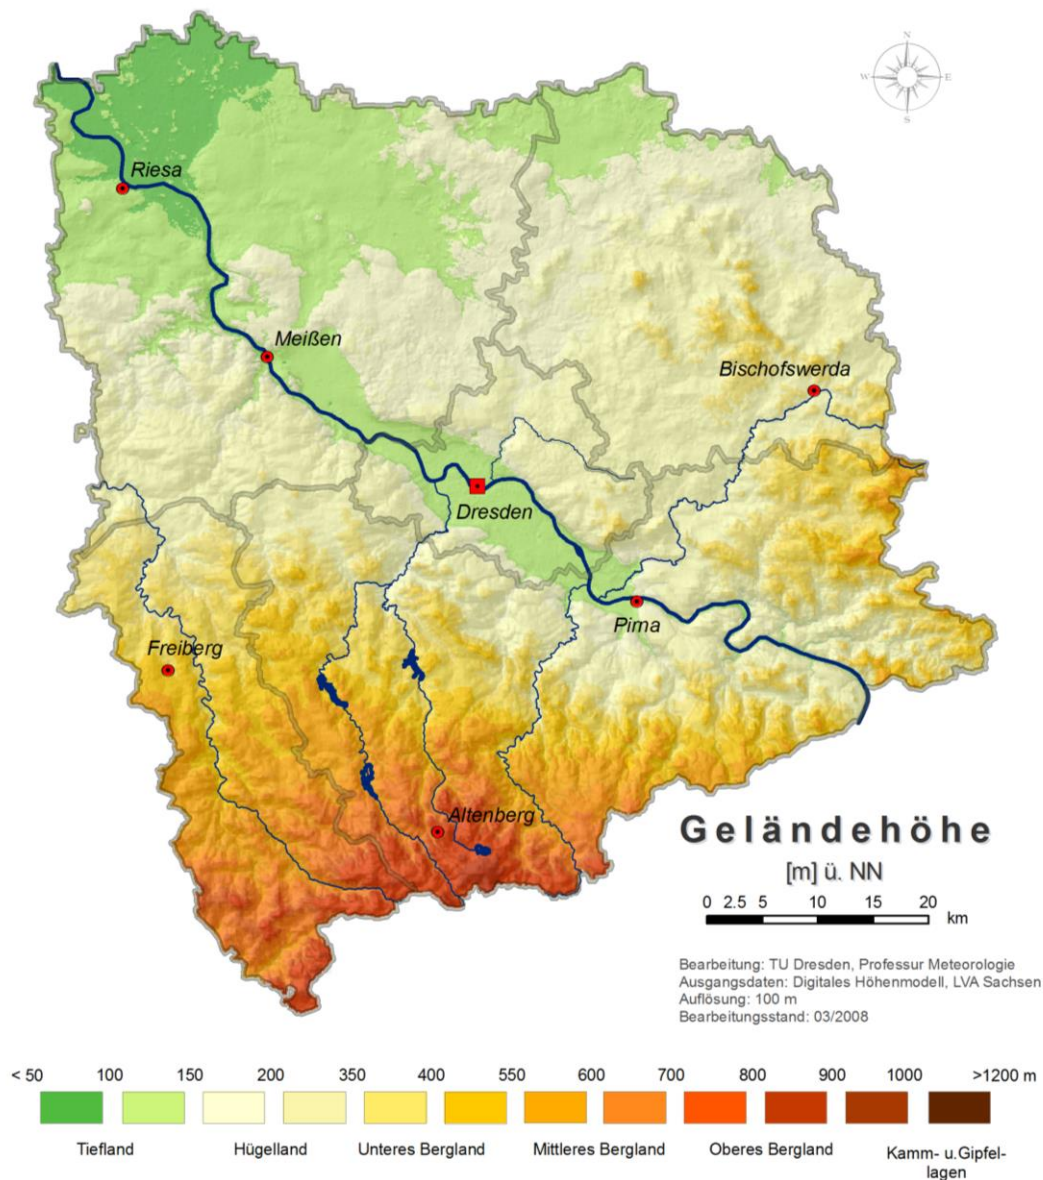 N
W
E
S
Riesa
Meißen
Bischofswerda
Dresden
Pirna
Freiberg
Altenberg
Geländehöhe
[m] ü. NN
0 2.5 5 10 15 20
km
Bearbeitung: TU Dresden, Professur Meteorologie
Ausgangsdaten: Digitales Höhenmodell, LVA Sachsen
Auflösung: 100 m
Bearbeitungsstand: 03/2008
< 50 100 150 200 350 400 550 600 700 800 900 1000 >1200 m
Tiefland Hügelland Unteres Bergland Mittleres Bergland Oberes Bergland Kamm- u.Gipfel-
lagen